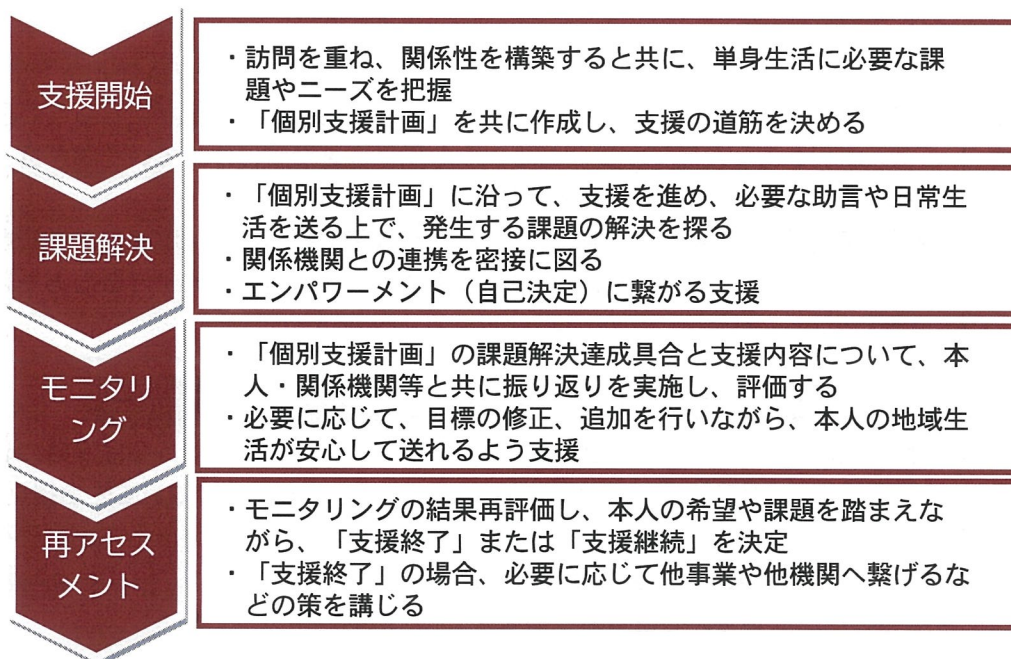 支援開始
・訪問を重ね、関係性を構築すると共に、単身生活に必要な課
題やニーズを把握
・「個別支援計画」を共に作成し、支援の道筋を決める
課題解決
・「個別支援計画」に沿って、支援を進め、必要な助言や日常生
活を送る上で、発生する課題の解決を探る
・関係機関との連携を密接に図る
・エンパワーメント（自己決定）に繋がる支援
モニタリ
ング
・「個別支援計画」の課題解決達成具合と支援内容について、本
人・関係機関等と共に振り返りを実施し、評価する
・必要に応じて、目標の修正、追加を行いながら、本人の地域生
活が安心して送れるよう支援
再アセス
メント
・モニタリングの結果再評価し、本人の希望や課題を踏まえな
がら、「支援終了」または「支援継続」を決定
・「支援終了」の場合、必要に応じて他事業や他機関へ繋げるな
どの策を講じる